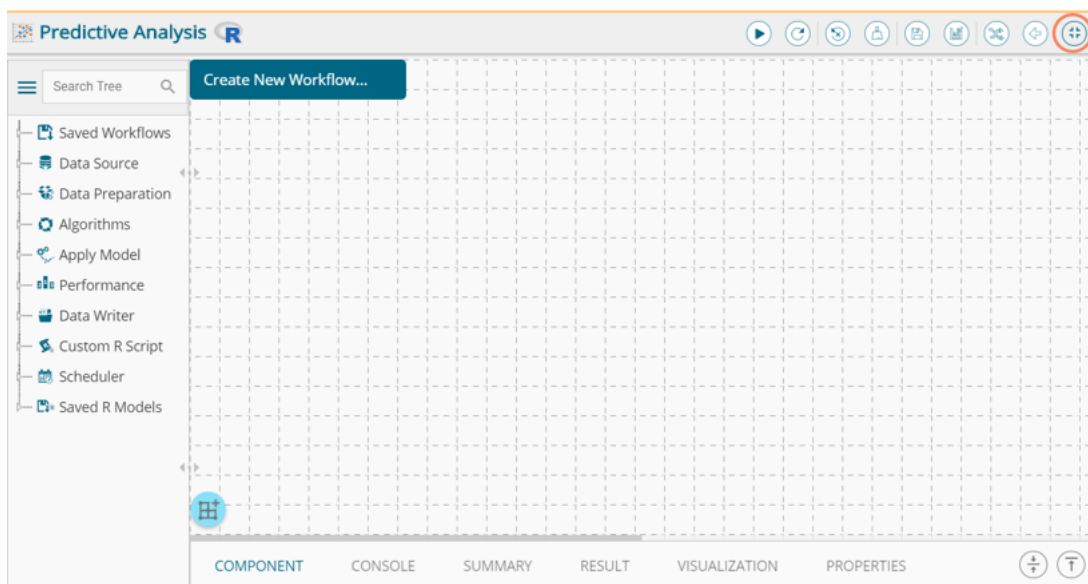 Predictive Analysis R
Search Tree
Create New Workflow...
Saved Workflows
Data Source
Data Preparation
Algorithms
Apply Model
Performance
Data Writer
Custom R Script
Scheduler
Saved R Models
COMPONENT CONSOLE SUMMARY RESULT VISUALIZATION PROPERTIES